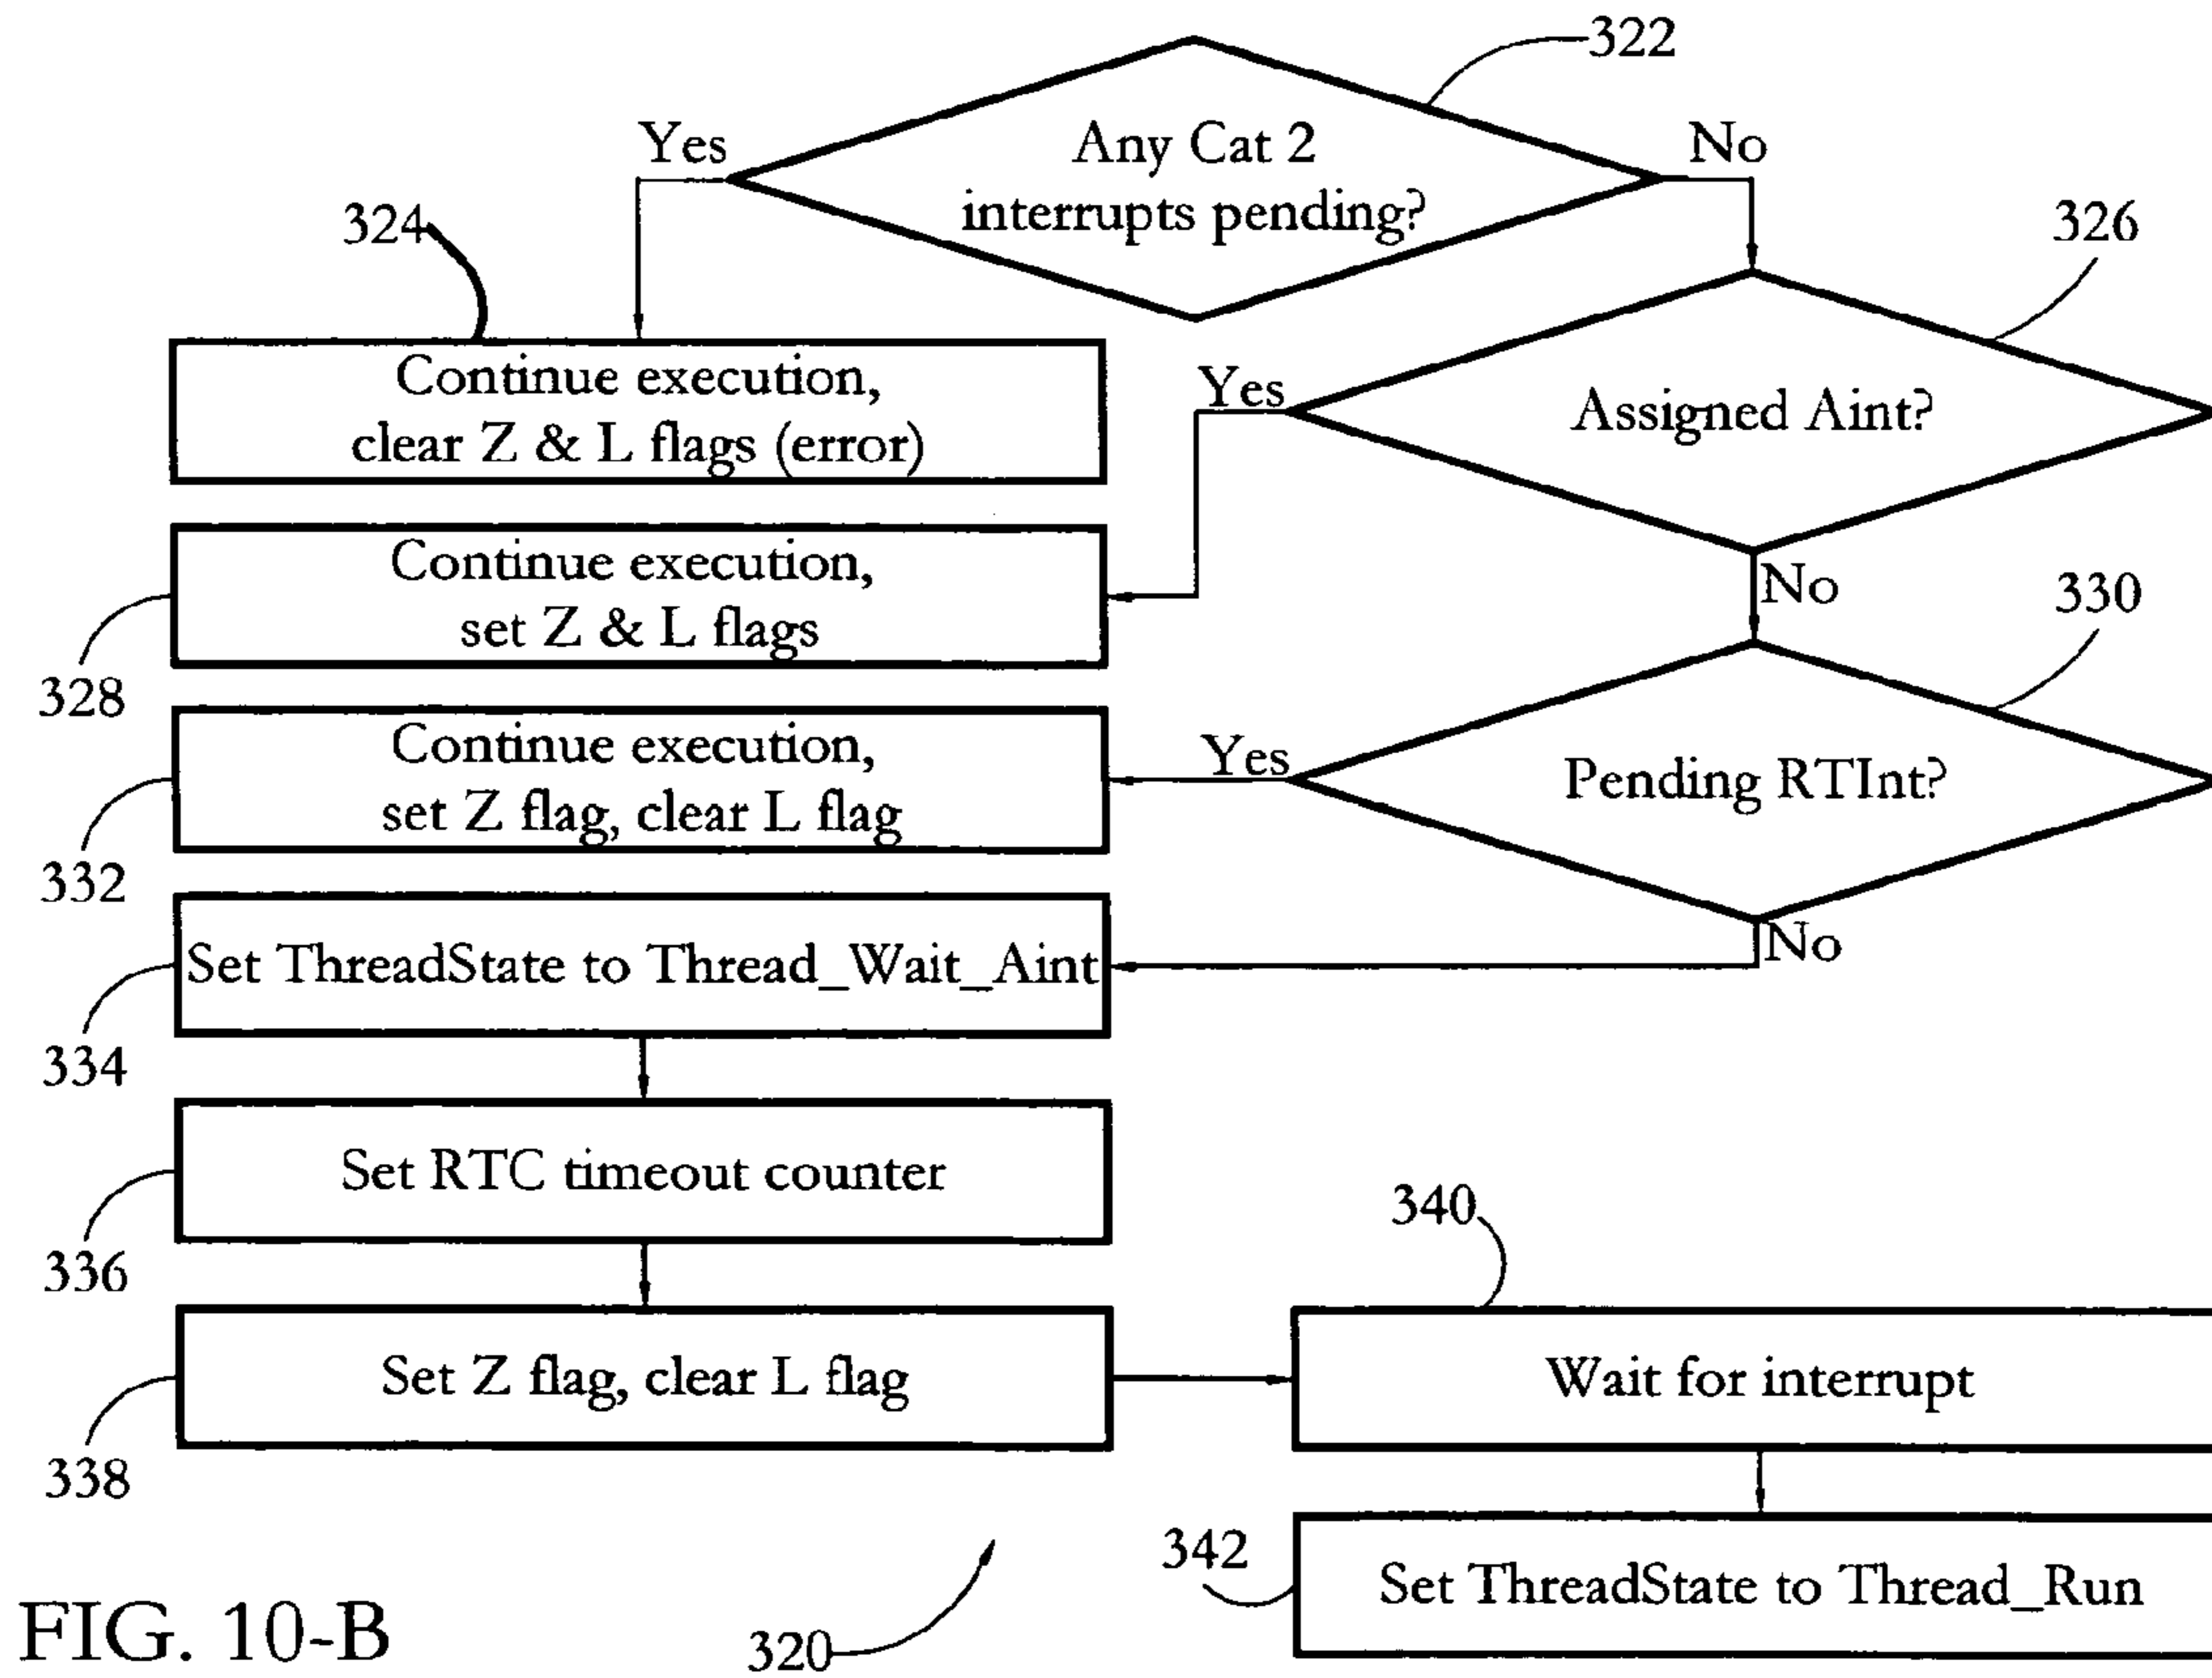 322
Any Cat 2
interrupts pending?
Yes
No
324
326
Continue execution,
clear Z & L flags (error)
Yes
Assigned Aint?
Continue execution,
set Z & L flags
No
328
330
Continue execution,
set Z flag, clear L flag
Yes
Pending RTInt?
332
No
Set ThreadState to Thread_Wait_Aint
334
Set RTC timeout counter
336
340
Set Z flag, clear L flag
Wait for interrupt
338
342
Set ThreadState to Thread_Run
FIG. 10-B
320